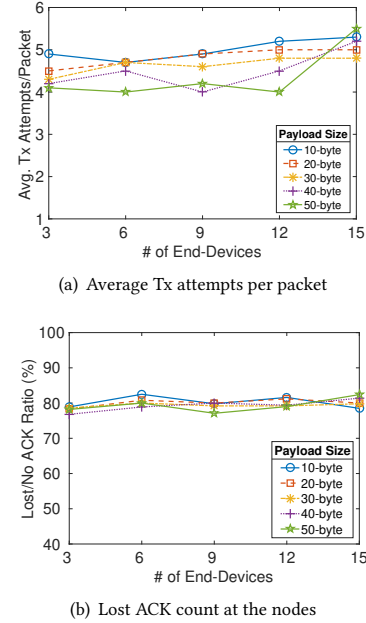 Avg. Tx Attempts/Packet
6
5
4
3
2
1
Payload Size
10-byte
20-byte
30-byte
40-byte
50-byte
3 6 9 12 15
# of End-Devices
(a) Average Tx attempts per packet
Lost/No ACK Ratio (%)
100
90
80
70
60
50
40
Payload Size
10-byte
20-byte
30-byte
40-byte
50-byte
3 6 9 12 15
# of End-Devices
(b) Lost ACK count at the nodes